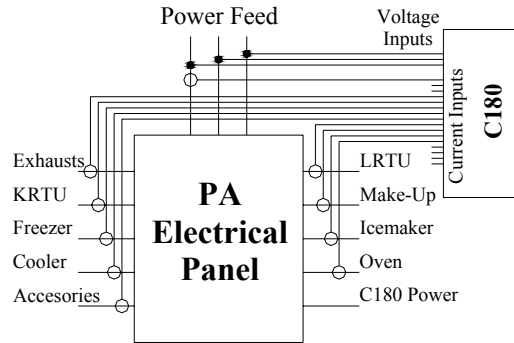 Power Feed
Voltage
Inputs
Current Inputs
C180
Exhausts
KRTU
Freezer
Cooler
Accesories
PA
Electrical
Panel
LRTU
Make-Up
Icemaker
Oven
C180 Power